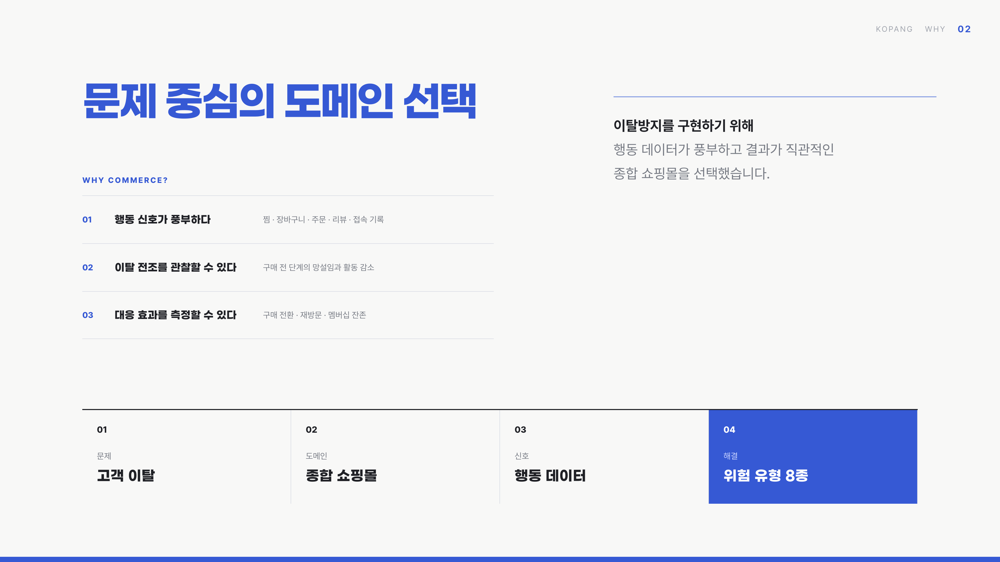 KOPANG WHY 02
문제 중심의 도메인 선택
이탈방지를 구현하기 위해
행동 데이터가 풍부하고 결과가 직관적인
종합 쇼핑몰을 선택했습니다.
WHY COMMERCE?
01 행동 신호가 풍부하다 찜 · 장바구니 · 주문 · 리뷰 · 접속 기록
02 이탈 전조를 관찰할 수 있다 구매 전 단계의 망설임과 활동 감소
03 대응 효과를 측정할 수 있다 구매 전환 · 재방문 · 멤버십 잔존
01
문제
고객 이탈
02
도메인
종합 쇼핑몰
03
신호
행동 데이터
04
해결
위험 유형 8종